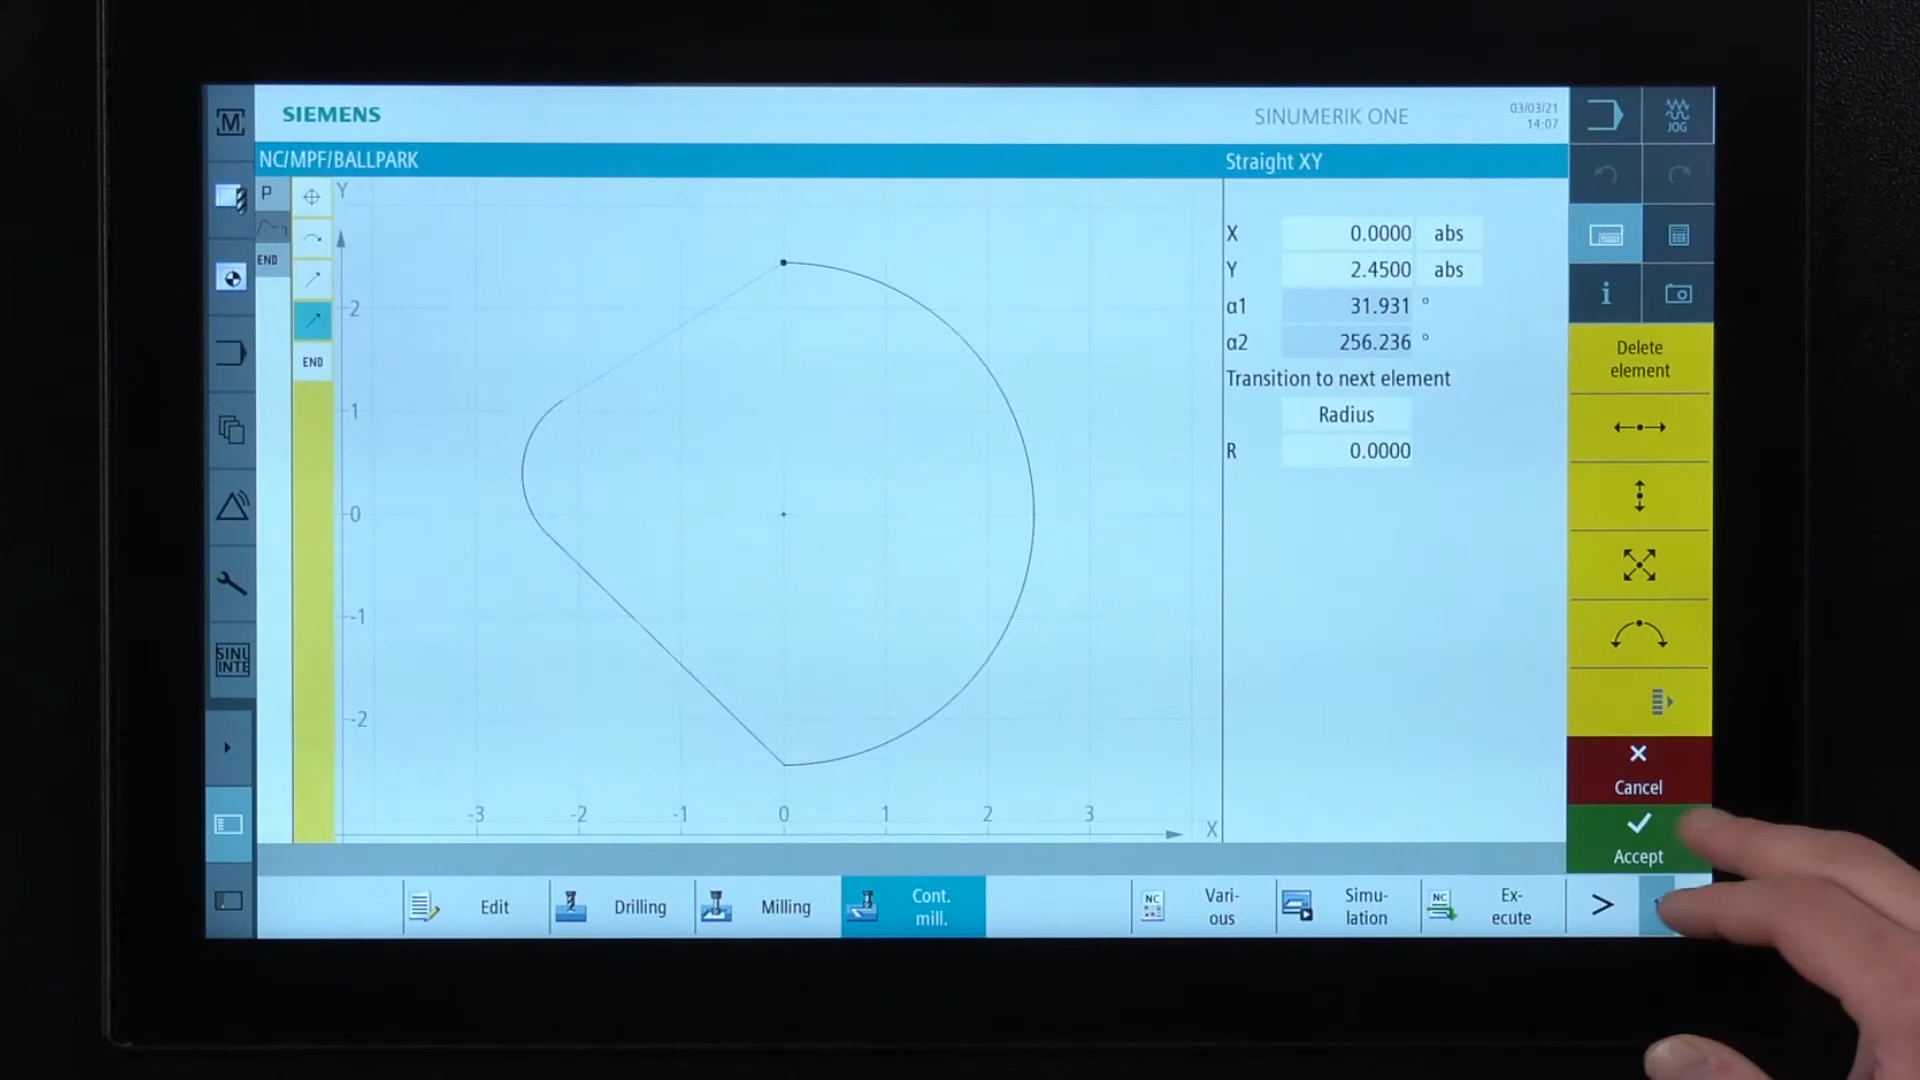 SIEMENS
SINUMERIK ONE
03/03/21
14:07
M
JOG
NC/MPF/BALLPARK
Straight XY
P
END
END
Y
2
1
0
-1
-2
-3
-2
-1
0
1
2
3
X
X 0.0000 abs
Y 2.4500 abs
α1 31.931 °
α2 256.236 °
Transition to next element
Radius
R 0.0000
i
Delete
element
Cancel
Accept
SINU
INTE
Edit
Drilling
Milling
Cont.
mill.
NC
Vari-
ous
Simu-
lation
NC
Ex-
ecute
>